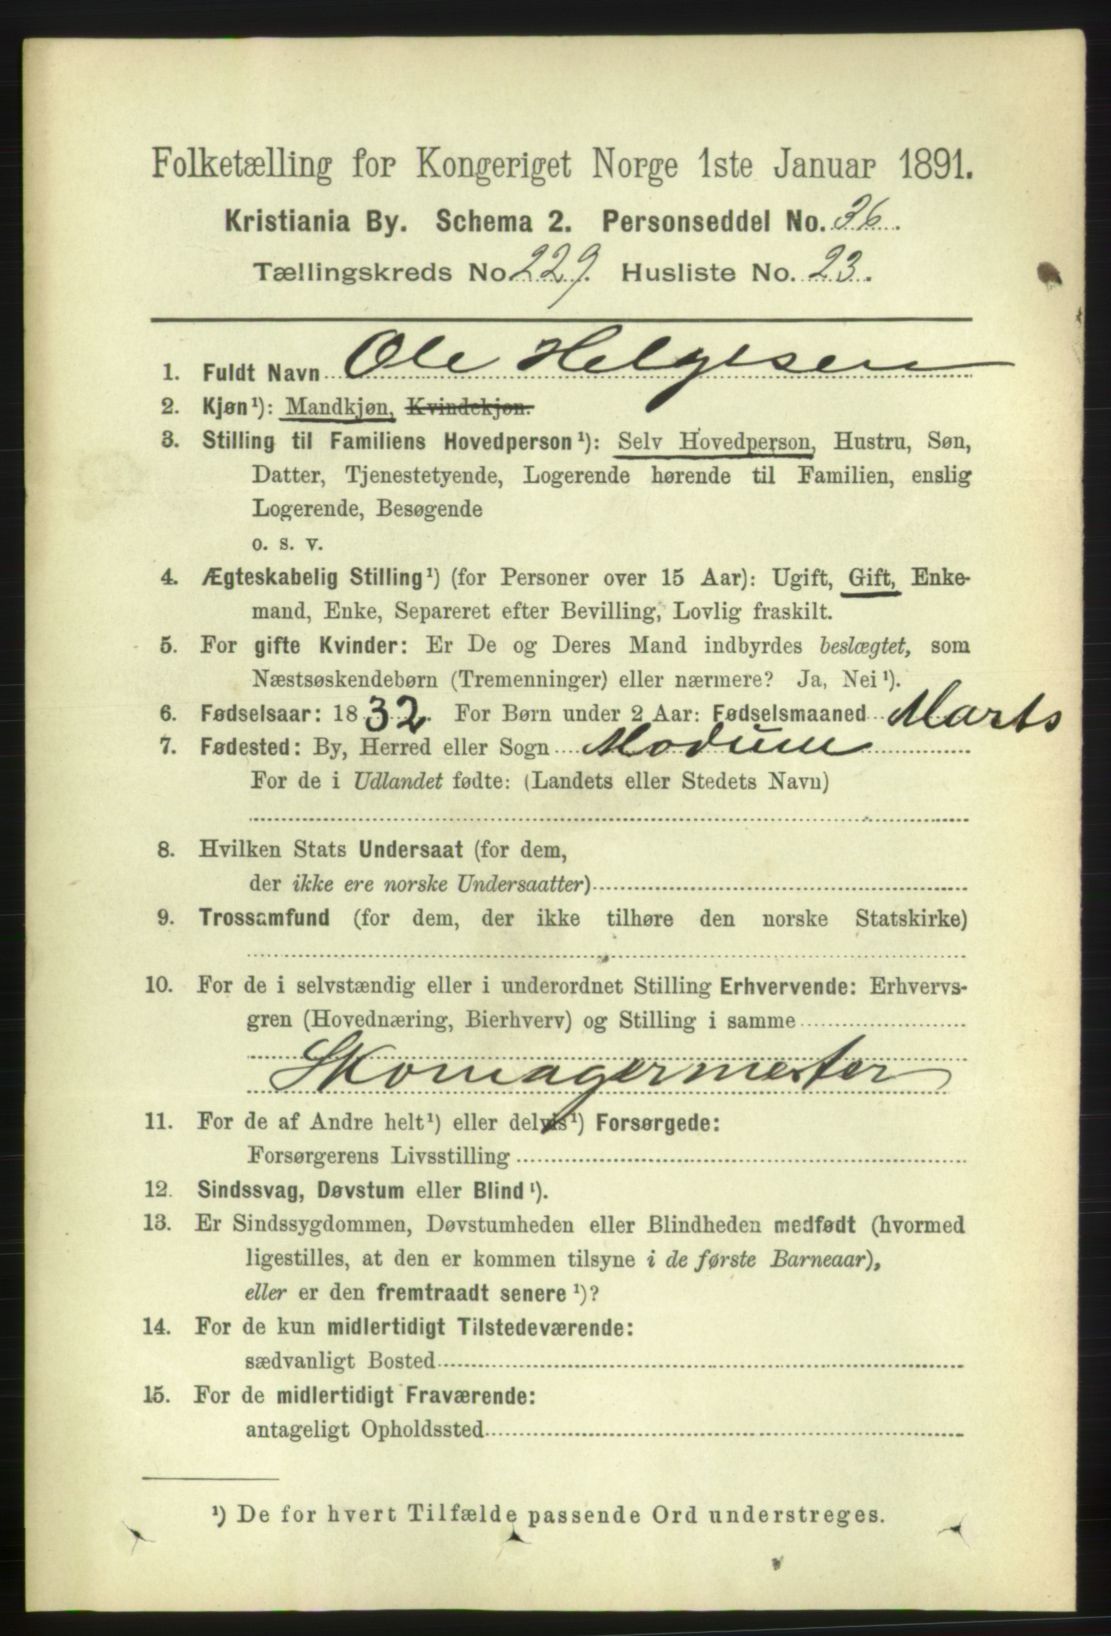 Folketælling for Kongeriget Norge 1ste Januar 1891.
Kristiania By. Schema 2. Personseddel No. 36.
Tællingskreds No 229. Husliste No. 23.
1. Fuldt Navn Ole Helgesen
2. Kjøn¹): Mandkjøn, Kvindekjøn.
3. Stilling til Familiens Hovedperson¹): Selv Hovedperson, Hustru, Søn,
Datter, Tjenestetyende, Logerende hørende til Familien, enslig
Logerende, Besøgende
o. s. v.
4. Ægteskabelig Stilling¹) (for Personer over 15 Aar): Ugift, Gift, Enke-
mand, Enke, Separeret efter Bevilling, Lovlig fraskilt.
5. For gifte Kvinder: Er De og Deres Mand indbyrdes beslægtet, som
Næstsøskendebørn (Tremenninger) eller nærmere? Ja, Nei¹).
6. Fødselsaar: 1832. For Børn under 2 Aar: Fødselsmaaned Marts
7. Fødested: By, Herred eller Sogn Modum
For de i Udlandet fødte: (Landets eller Stedets Navn)
8. Hvilken Stats Undersaat (for dem,
der ikke ere norske Undersaatter)
9. Trossamfund (for dem, der ikke tilhøre den norske Statskirke)
10. For de i selvstændig eller i underordnet Stilling Erhvervende: Erhvervs-
gren (Hovednæring, Bierhverv) og Stilling i samme
Skomagermester
11. For de af Andre helt¹) eller delvis¹) Forsørgede:
Forsørgerens Livsstilling
12. Sindssvag, Døvstum eller Blind¹).
13. Er Sindssygdommen, Døvstumheden eller Blindheden medfødt (hvormed
ligestilles, at den er kommen tilsyne i de første Barneaar),
eller er den fremtraadt senere¹)?
14. For de kun midlertidigt Tilstedeværende:
sædvanligt Bosted
15. For de midlertidigt Fraværende:
antageligt Opholdssted
¹) De for hvert Tilfælde passende Ord understreges.